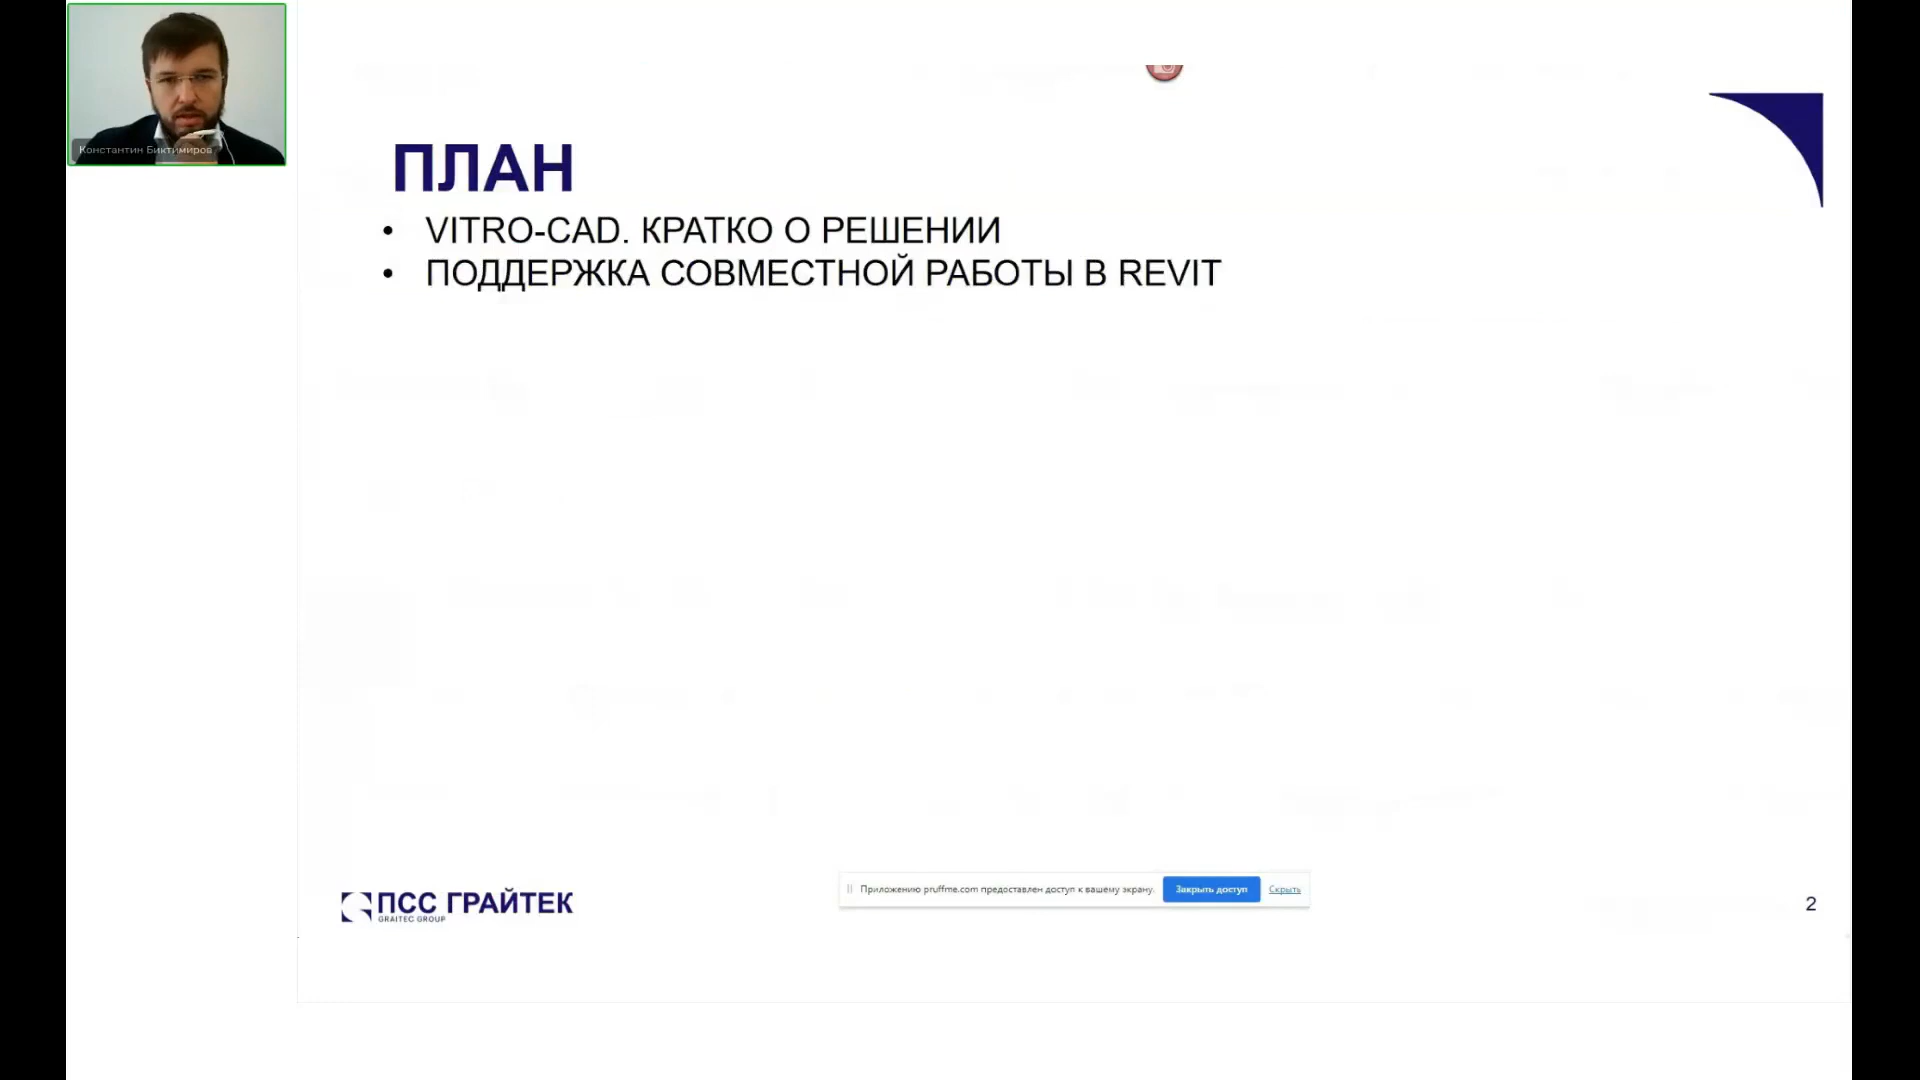 Константин Биктимиров
ПЛАН
• VITRO-CAD. КРАТКО О РЕШЕНИИ
• ПОДДЕРЖКА СОВМЕСТНОЙ РАБОТЫ В REVIT
ПСС ГРАЙТЕК
GRAITEC GROUP
Приложению pruffme.com предоставлен доступ к вашему экрану. Закрыть доступ Скрыть
2